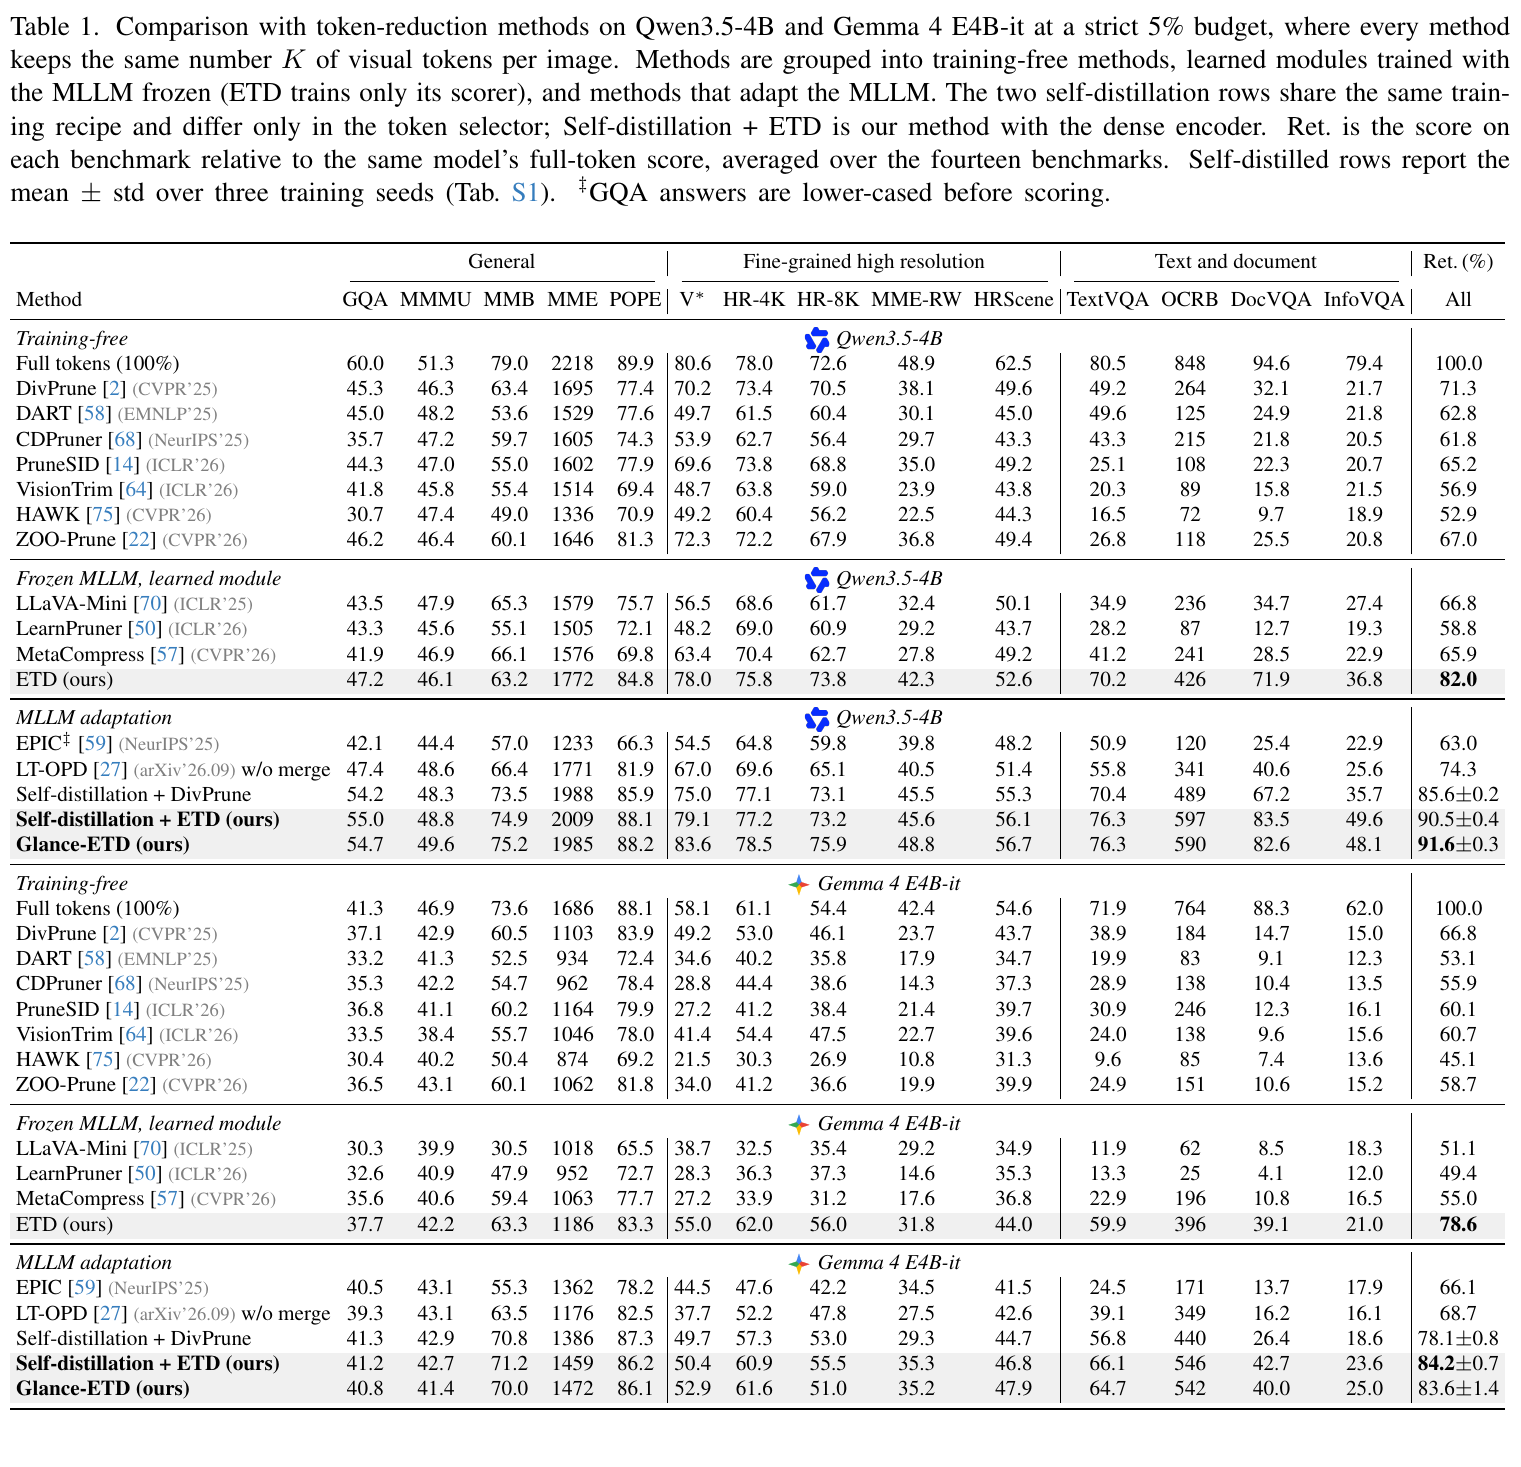 Table 1. Comparison with token-reduction methods on Qwen3.5-4B and Gemma 4 E4B-it at a strict 5% budget, where every method
keeps the same number K of visual tokens per image. Methods are grouped into training-free methods, learned modules trained with
the MLLM frozen (ETD trains only its scorer), and methods that adapt the MLLM. The two self-distillation rows share the same train-
ing recipe and differ only in the token selector; Self-distillation + ETD is our method with the dense encoder. Ret. is the score on
each benchmark relative to the same model's full-token score, averaged over the fourteen benchmarks. Self-distilled rows report the
mean ± std over three training seeds (Tab. S1). ‡GQA answers are lower-cased before scoring.
General Fine-grained high resolution Text and document Ret. (%)
Method GQA MMMU MMB MME POPE V* HR-4K HR-8K MME-RW HRScene TextVQA OCRB DocVQA InfoVQA All
Training-free Qwen3.5-4B
Full tokens (100%) 60.0 51.3 79.0 2218 89.9 80.6 78.0 72.6 48.9 62.5 80.5 848 94.6 79.4 100.0
DivPrune [2] (CVPR'25) 45.3 46.3 63.4 1695 77.4 70.2 73.4 70.5 38.1 49.6 49.2 264 32.1 21.7 71.3
DART [58] (EMNLP'25) 45.0 48.2 53.6 1529 77.6 49.7 61.5 60.4 30.1 45.0 49.6 125 24.9 21.8 62.8
CDPruner [68] (NeurIPS'25) 35.7 47.2 59.7 1605 74.3 53.9 62.7 56.4 29.7 43.3 43.3 215 21.8 20.5 61.8
PruneSID [14] (ICLR'26) 44.3 47.0 55.0 1602 77.9 69.6 73.8 68.8 35.0 49.2 25.1 108 22.3 20.7 65.2
VisionTrim [64] (ICLR'26) 41.8 45.8 55.4 1514 69.4 48.7 63.8 59.0 23.9 43.8 20.3 89 15.8 21.5 56.9
HAWK [75] (CVPR'26) 30.7 47.4 49.0 1336 70.9 49.2 60.4 56.2 22.5 44.3 16.5 72 9.7 18.9 52.9
ZOO-Prune [22] (CVPR'26) 46.2 46.4 60.1 1646 81.3 72.3 72.2 67.9 36.8 49.4 26.8 118 25.5 20.8 67.0
Frozen MLLM, learned module Qwen3.5-4B
LLaVA-Mini [70] (ICLR'25) 43.5 47.9 65.3 1579 75.7 56.5 68.6 61.7 32.4 50.1 34.9 236 34.7 27.4 66.8
LearnPruner [50] (ICLR'26) 43.3 45.6 55.1 1505 72.1 48.2 69.0 60.9 29.2 43.7 28.2 87 12.7 19.3 58.8
MetaCompress [57] (CVPR'26) 41.9 46.9 66.1 1576 69.8 63.4 70.4 62.7 27.8 49.2 41.2 241 28.5 22.9 65.9
ETD (ours) 47.2 46.1 63.2 1772 84.8 78.0 75.8 73.8 42.3 52.6 70.2 426 71.9 36.8 82.0
MLLM adaptation Qwen3.5-4B
EPIC‡ [59] (NeurIPS'25) 42.1 44.4 57.0 1233 66.3 54.5 64.8 59.8 39.8 48.2 50.9 120 25.4 22.9 63.0
LT-OPD [27] (arXiv'26.09) w/o merge 47.4 48.6 66.4 1771 81.9 67.0 69.6 65.1 40.5 51.4 55.8 341 40.6 25.6 74.3
Self-distillation + DivPrune 54.2 48.3 73.5 1988 85.9 75.0 77.1 73.1 45.5 55.3 70.4 489 67.2 35.7 85.6±0.2
Self-distillation + ETD (ours) 55.0 48.8 74.9 2009 88.1 79.1 77.2 73.2 45.6 56.1 76.3 597 83.5 49.6 90.5±0.4
Glance-ETD (ours) 54.7 49.6 75.2 1985 88.2 83.6 78.5 75.9 48.8 56.7 76.3 590 82.6 48.1 91.6±0.3
Training-free Gemma 4 E4B-it
Full tokens (100%) 41.3 46.9 73.6 1686 88.1 58.1 61.1 54.4 42.4 54.6 71.9 764 88.3 62.0 100.0
DivPrune [2] (CVPR'25) 37.1 42.9 60.5 1103 83.9 49.2 53.0 46.1 23.7 43.7 38.9 184 14.7 15.0 66.8
DART [58] (EMNLP'25) 33.2 41.3 52.5 934 72.4 34.6 40.2 35.8 17.9 34.7 19.9 83 9.1 12.3 53.1
CDPruner [68] (NeurIPS'25) 35.3 42.2 54.7 962 78.4 28.8 44.4 38.6 14.3 37.3 28.9 138 10.4 13.5 55.9
PruneSID [14] (ICLR'26) 36.8 41.1 60.2 1164 79.9 27.2 41.2 38.4 21.4 39.7 30.9 246 12.3 16.1 60.1
VisionTrim [64] (ICLR'26) 33.5 38.4 55.7 1046 78.0 41.4 54.4 47.5 22.7 39.6 24.0 138 9.6 15.6 60.7
HAWK [75] (CVPR'26) 30.4 40.2 50.4 874 69.2 21.5 30.3 26.9 10.8 31.3 9.6 85 7.4 13.6 45.1
ZOO-Prune [22] (CVPR'26) 36.5 43.1 60.1 1062 81.8 34.0 41.2 36.6 19.9 39.9 24.9 151 10.6 15.2 58.7
Frozen MLLM, learned module Gemma 4 E4B-it
LLaVA-Mini [70] (ICLR'25) 30.3 39.9 30.5 1018 65.5 38.7 32.5 35.4 29.2 34.9 11.9 62 8.5 18.3 51.1
LearnPruner [50] (ICLR'26) 32.6 40.9 47.9 952 72.7 28.3 36.3 37.3 14.6 35.3 13.3 25 4.1 12.0 49.4
MetaCompress [57] (CVPR'26) 35.6 40.6 59.4 1063 77.7 27.2 33.9 31.2 17.6 36.8 22.9 196 10.8 16.5 55.0
ETD (ours) 37.7 42.2 63.3 1186 83.3 55.0 62.0 56.0 31.8 44.0 59.9 396 39.1 21.0 78.6
MLLM adaptation Gemma 4 E4B-it
EPIC [59] (NeurIPS'25) 40.5 43.1 55.3 1362 78.2 44.5 47.6 42.2 34.5 41.5 24.5 171 13.7 17.9 66.1
LT-OPD [27] (arXiv'26.09) w/o merge 39.3 43.1 63.5 1176 82.5 37.7 52.2 47.8 27.5 42.6 39.1 349 16.2 16.1 68.7
Self-distillation + DivPrune 41.3 42.9 70.8 1386 87.3 49.7 57.3 53.0 29.3 44.7 56.8 440 26.4 18.6 78.1±0.8
Self-distillation + ETD (ours) 41.2 42.7 71.2 1459 86.2 50.4 60.9 55.5 35.3 46.8 66.1 546 42.7 23.6 84.2±0.7
Glance-ETD (ours) 40.8 41.4 70.0 1472 86.1 52.9 61.6 51.0 35.2 47.9 64.7 542 40.0 25.0 83.6±1.4